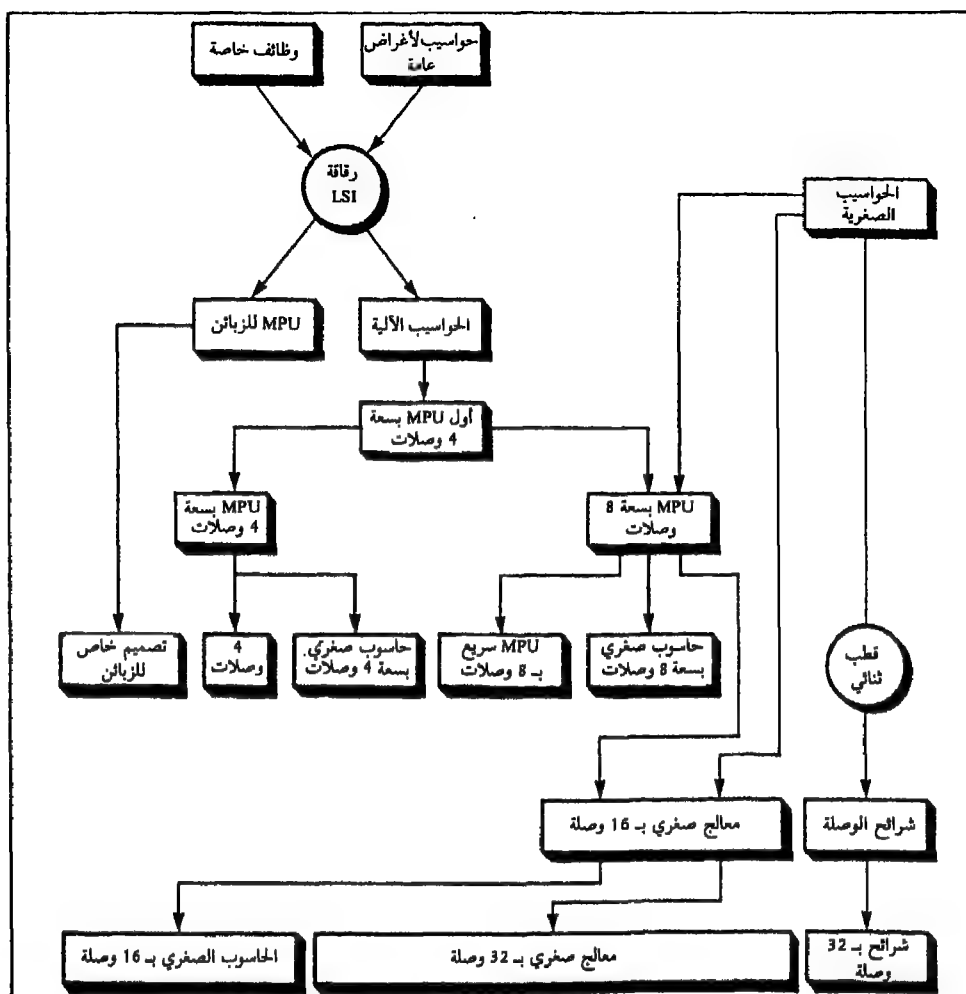 حواسيب لأغراض
عامة
وظائف خاصة
رقاقة
LSI
الحواسيب
الصغرية
الحواسيب الآلية
MPU للزبائن
أول MPU بسعة
4 وصلات
MPU بسعة 8
وصلات
MPU بسعة
4 وصلات
حاسوب صغري
بسعة 8 وصلات
MPU سريع
بـ 8 وصلات
حاسوب صغري
بسعة 4 وصلات
4
وصلات
تصميم خاص
للزبائن
قطب
ثنائي
شرائح الوصلة
معالج صغري بـ 16 وصلة
شرائح بـ 32
وصلة
معالج صغري بـ 32 وصلة
الحاسوب الصغري بـ 16 وصلة